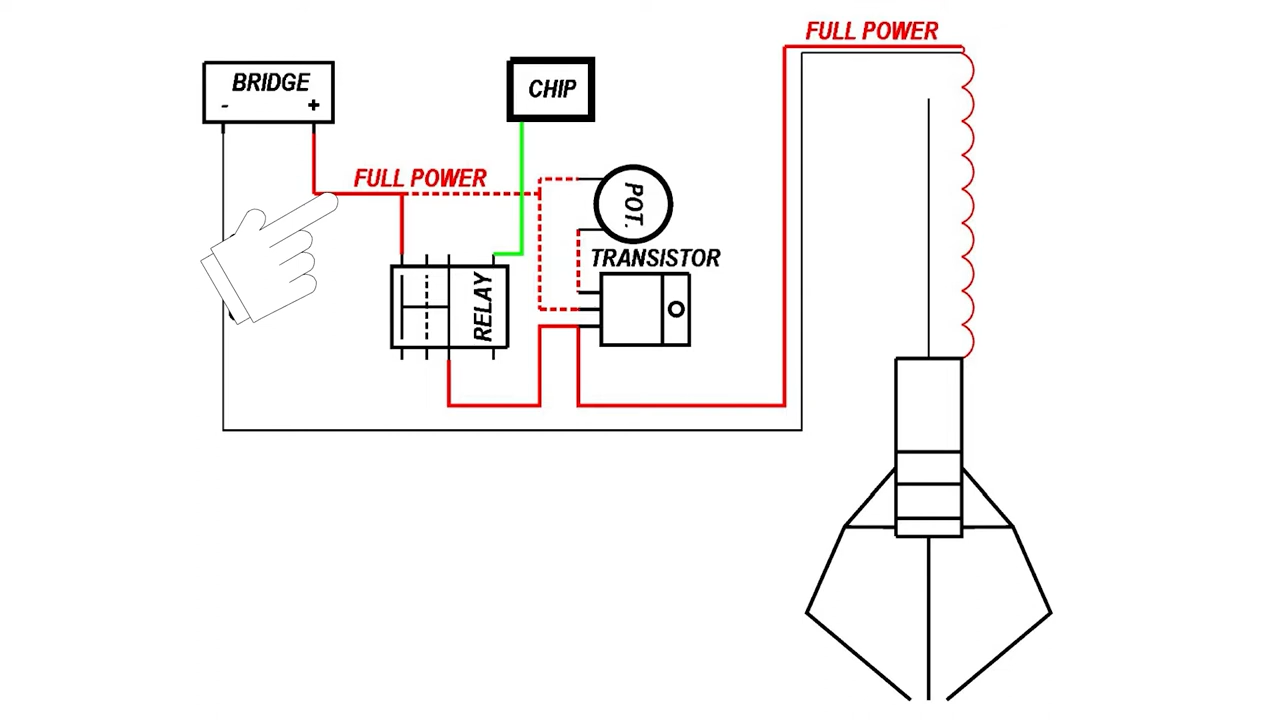 FULL POWER
BRIDGE
- +
CHIP
FULL POWER
POT.
TRANSISTOR
RELAY